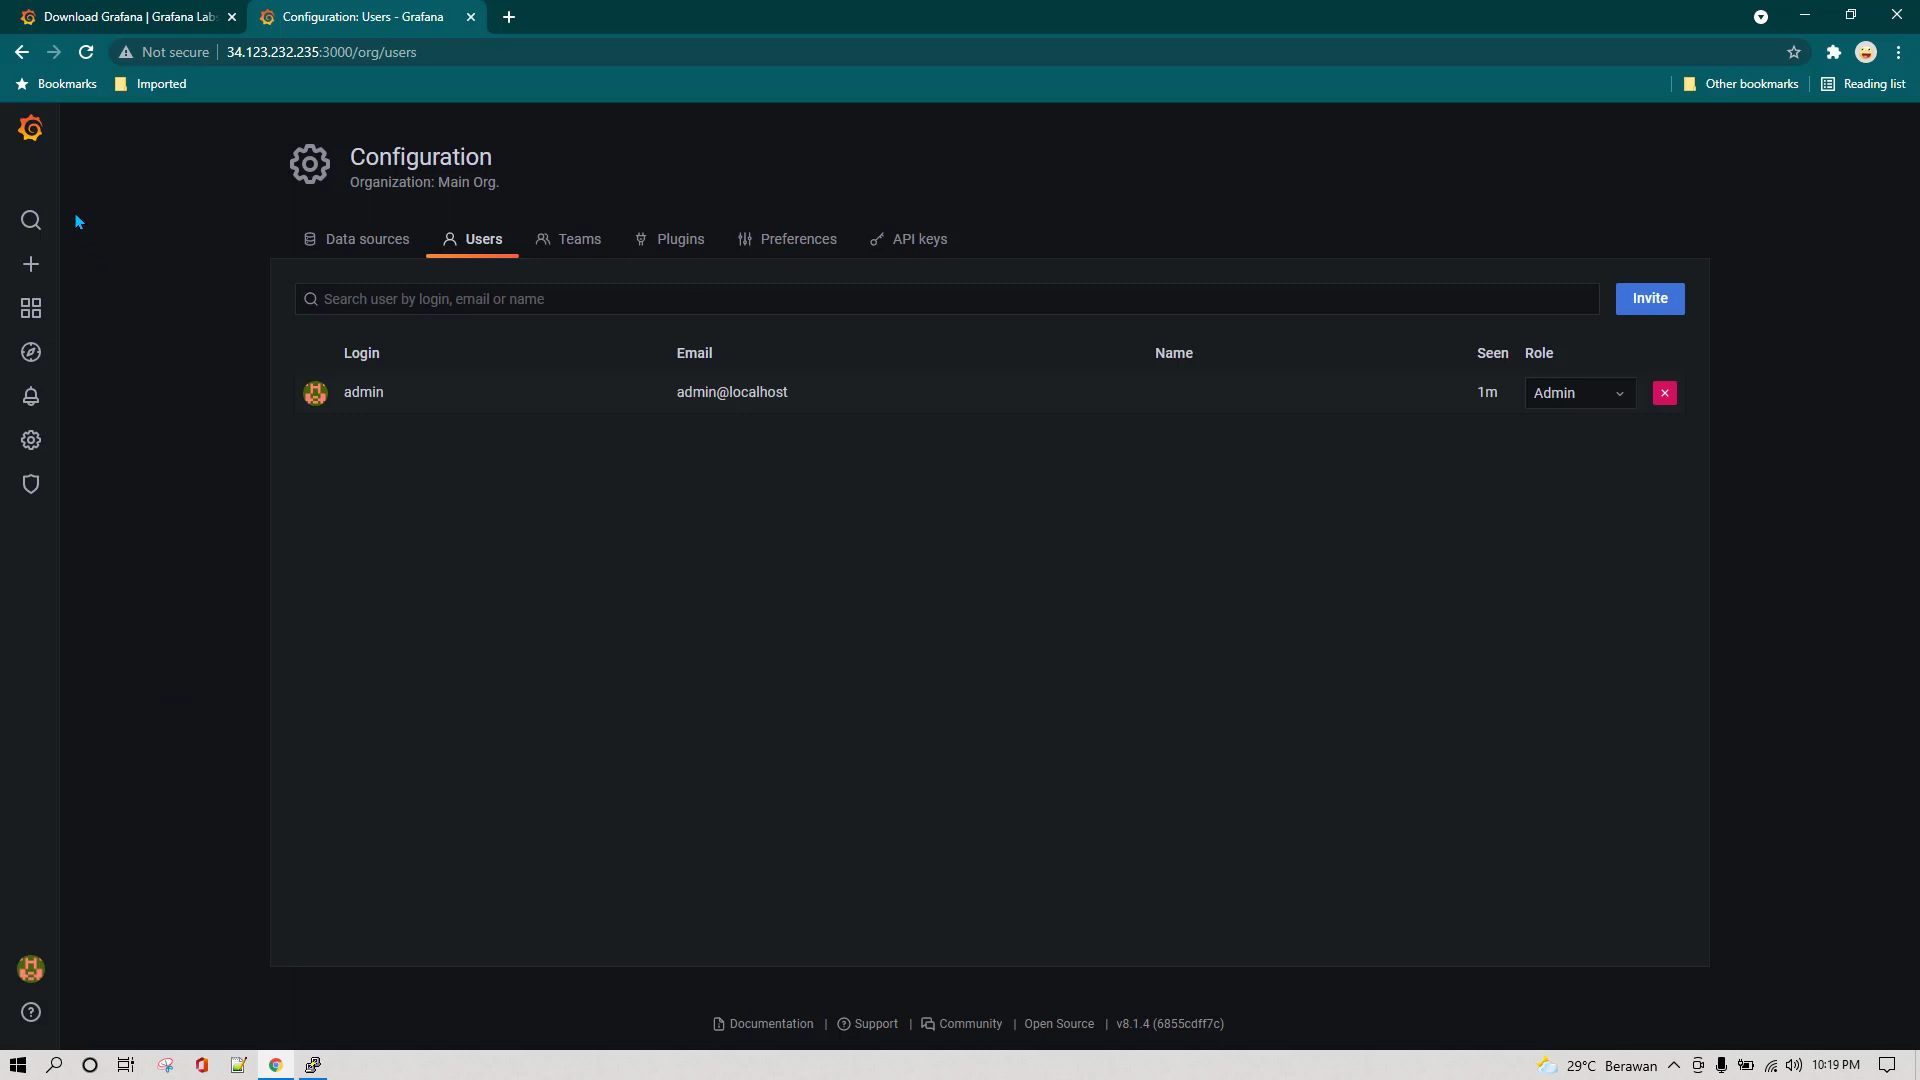 Download Grafana | Grafana Labs
Configuration: Users - Grafana
Not secure
34.123.232.235:3000/org/users
Bookmarks
Imported
Other bookmarks
Reading list
Configuration
Organization: Main Org.
Data sources
Users
Teams
Plugins
Preferences
API keys
Search user by login, email or name
Invite
Login Email Name Seen Role
admin admin@localhost 1m Admin
Documentation | Support | Community | Open Source | v8.1.4 (6855cdff7c)
29°C Berawan
10:19 PM